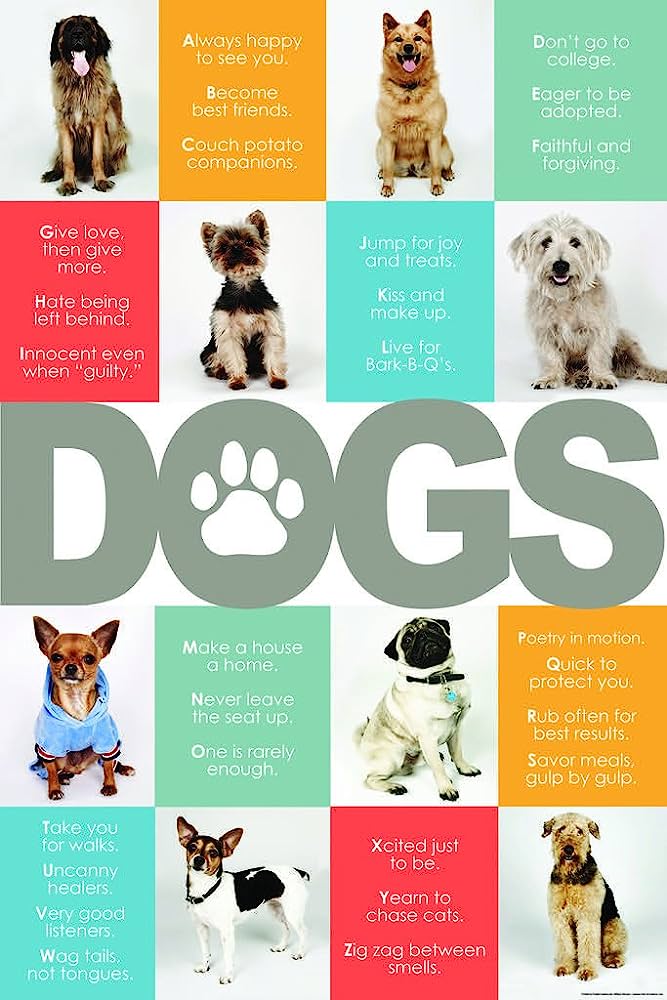 Always happy
to see you.
Become
best friends.
Couch potato
companions.
Don't go to
college.
Eager to be
adopted.
Faithful and
forgiving.
Give love,
then give
more.
Hate being
left behind.
Innocent even
when “guilty.”
Jump for joy
and treats.
Kiss and
make up.
Live for
Bark-B-Q's.
DOGS
Make a house
a home.
Never leave
the seat up.
One is rarely
enough.
Poetry in motion.
Quick to
protect you.
Rub often for
best results.
Savor meals,
gulp by gulp.
Take you
for walks.
Uncanny
healers.
Very good
listeners.
Wag tails,
not tongues.
Xcited just
to be.
Yearn to
chase cats.
Zig zag between
smells.